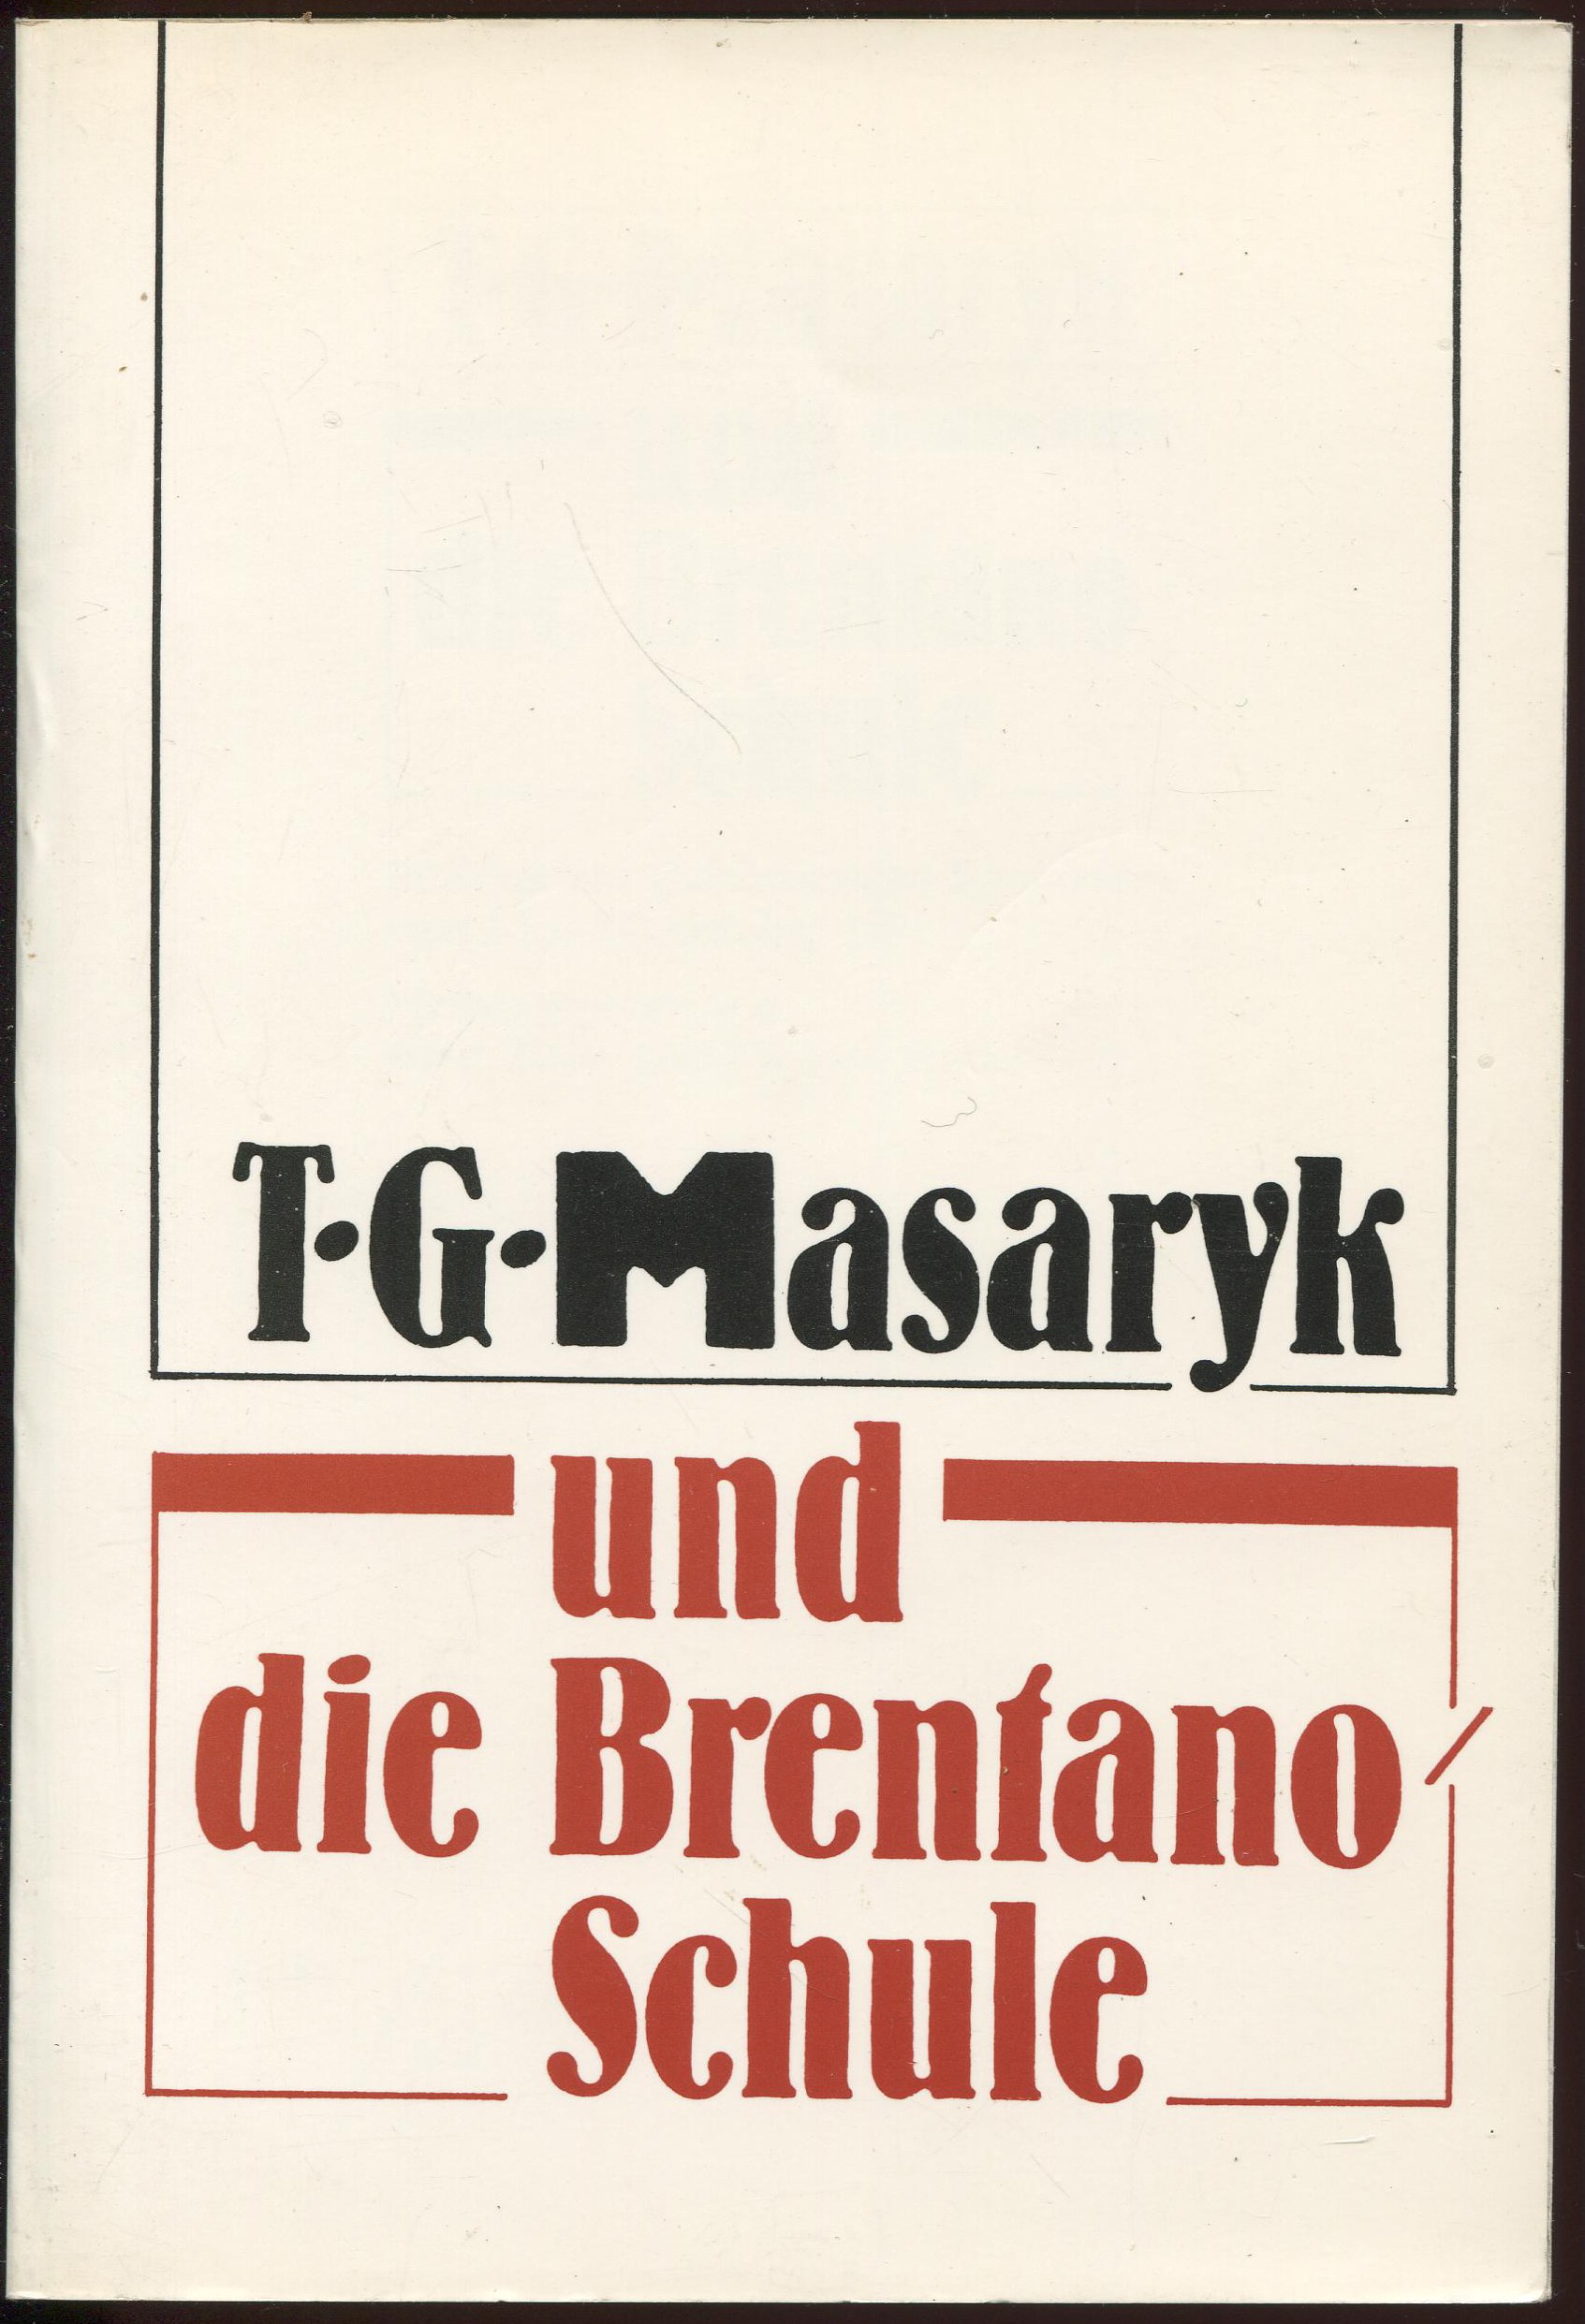 T·G·Masaryk
und
die Brentano-
Schule